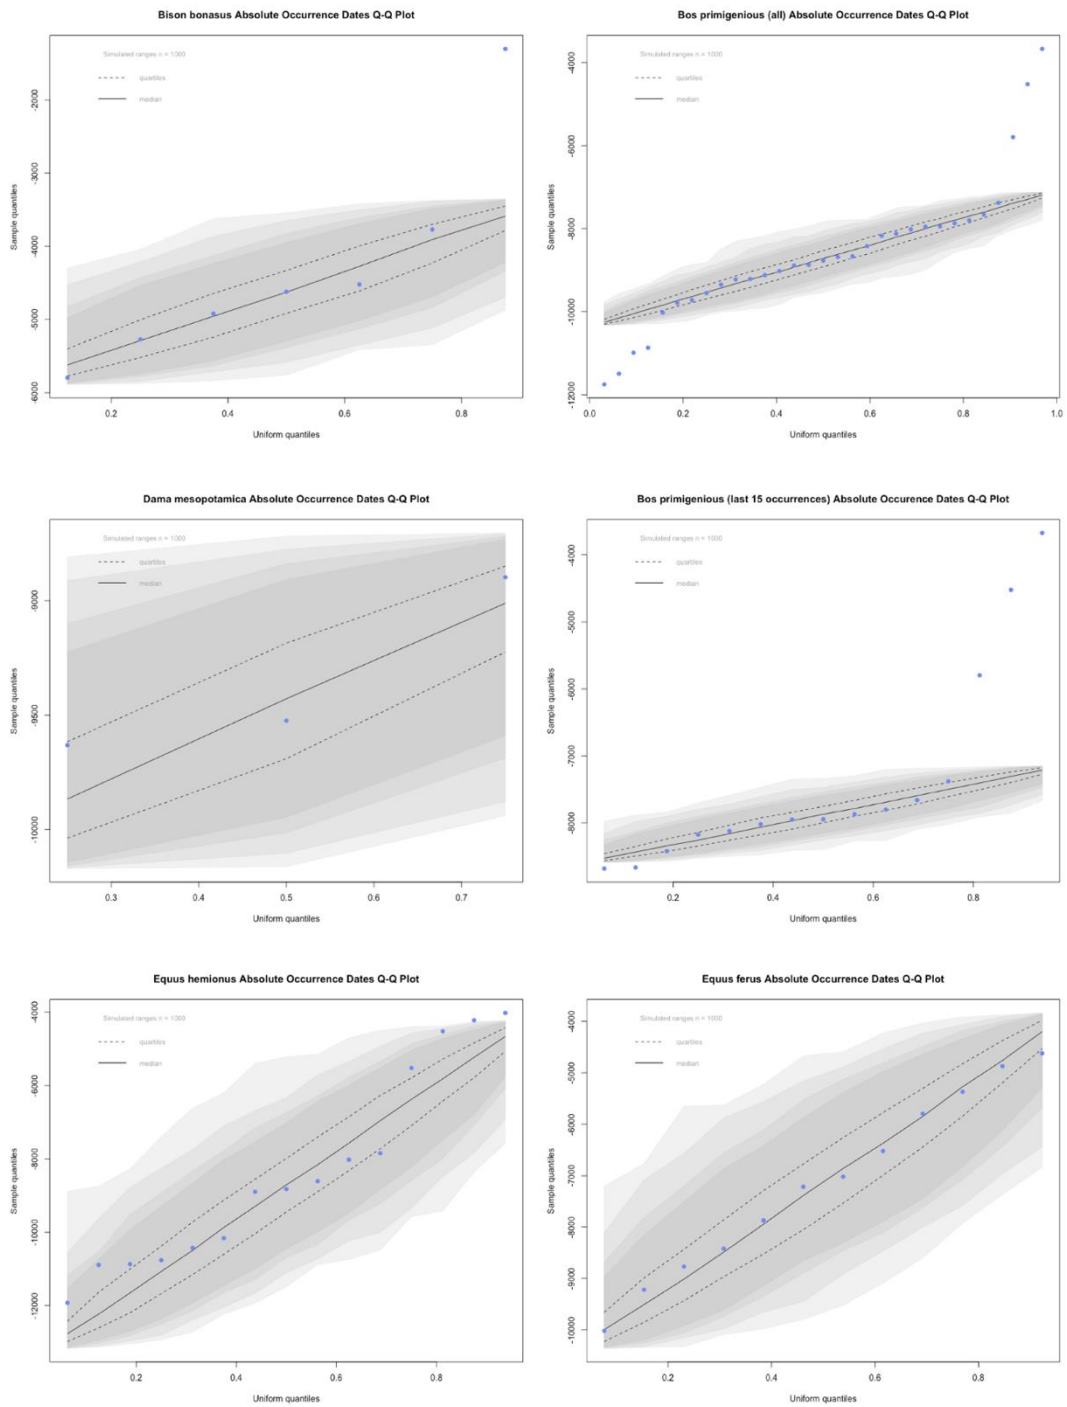 Bison bonasus Absolute Occurrence Dates Q-Q Plot
Simulated ranges n = 1000
quartiles
median
Sample quantiles
-2000
-3000
-4000
-5000
-6000
0.2 0.4 0.6 0.8
Uniform quantiles
Bos primigenious (all) Absolute Occurrence Dates Q-Q Plot
Simulated ranges n = 1000
quartiles
median
Sample quantiles
-4000
-6000
-8000
-10000
-12000
0.0 0.2 0.4 0.6 0.8 1.0
Uniform quantiles
Dama mesopotamica Absolute Occurrence Dates Q-Q Plot
Simulated ranges n = 1000
quartiles
median
Sample quantiles
-9000
-9500
-10000
0.3 0.4 0.5 0.6 0.7
Uniform quantiles
Bos primigenious (last 15 occurrences) Absolute Occurence Dates Q-Q Plot
Simulated ranges n = 1000
quartiles
median
Sample quantiles
-4000
-5000
-6000
-7000
-8000
0.2 0.4 0.6 0.8
Uniform quantiles
Equus hemionus Absolute Occurrence Dates Q-Q Plot
Simulated ranges n = 1000
quartiles
median
Sample quantiles
-4000
-6000
-8000
-10000
-12000
0.2 0.4 0.6 0.8
Uniform quantiles
Equus ferus Absolute Occurrence Dates Q-Q Plot
Simulated ranges n = 1000
quartiles
median
Sample quantiles
-4000
-5000
-6000
-7000
-8000
-9000
-10000
0.2 0.4 0.6 0.8
Uniform quantiles